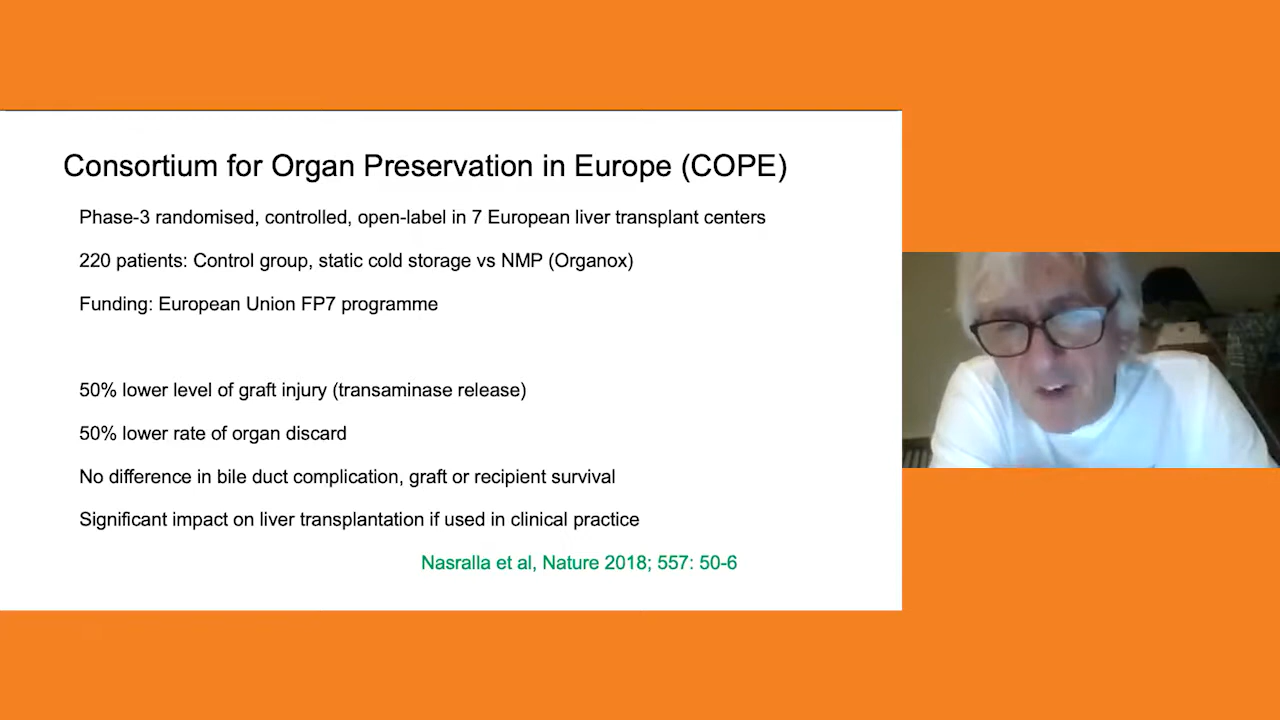 Consortium for Organ Preservation in Europe (COPE)
Phase-3 randomised, controlled, open-label in 7 European liver transplant centers
220 patients: Control group, static cold storage vs NMP (Organox)
Funding: European Union FP7 programme
50% lower level of graft injury (transaminase release)
50% lower rate of organ discard
No difference in bile duct complication, graft or recipient survival
Significant impact on liver transplantation if used in clinical practice
Nasralla et al, Nature 2018; 557: 50-6